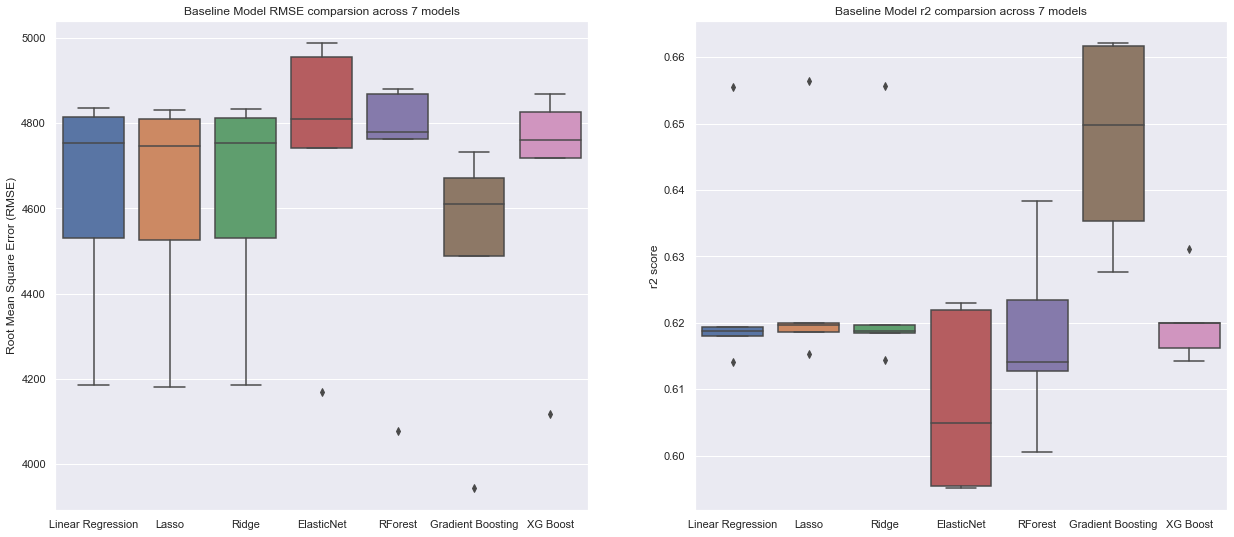 Baseline Model RMSE comparsion across 7 models
Root Mean Square Error (RMSE)
5000
4800
4600
4400
4200
4000
Linear Regression Lasso Ridge ElasticNet RForest Gradient Boosting XG Boost
Baseline Model r2 comparsion across 7 models
r2 score
0.66
0.65
0.64
0.63
0.62
0.61
0.60
Linear Regression Lasso Ridge ElasticNet RForest Gradient Boosting XG Boost